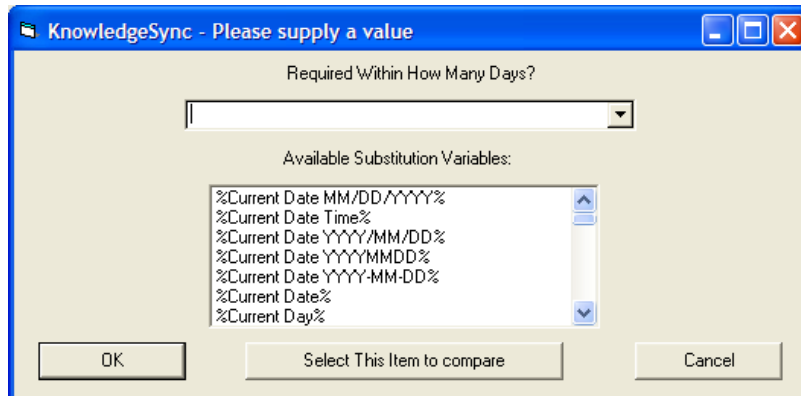 KnowledgeSync - Please supply a value
Required Within How Many Days?
Available Substitution Variables:
%Current Date MM/DD/YYYY%
%Current Date Time%
%Current Date YYYY/MM/DD%
%Current Date YYYYMMDD%
%Current Date YYYY-MM-DD%
%Current Date%
%Current Day%
OK
Select This Item to compare
Cancel